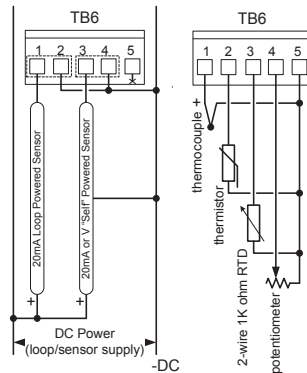 TB6
1 2 3 4 5
20mA Loop Powered Sensor
20mA or V "Self" Powered Sensor
+ +
DC Power
(loop/sensor supply)
-DC
TB6
1 2 3 4 5
thermocouple +
thermistor
2-wire 1K ohm RTD
potentiometer